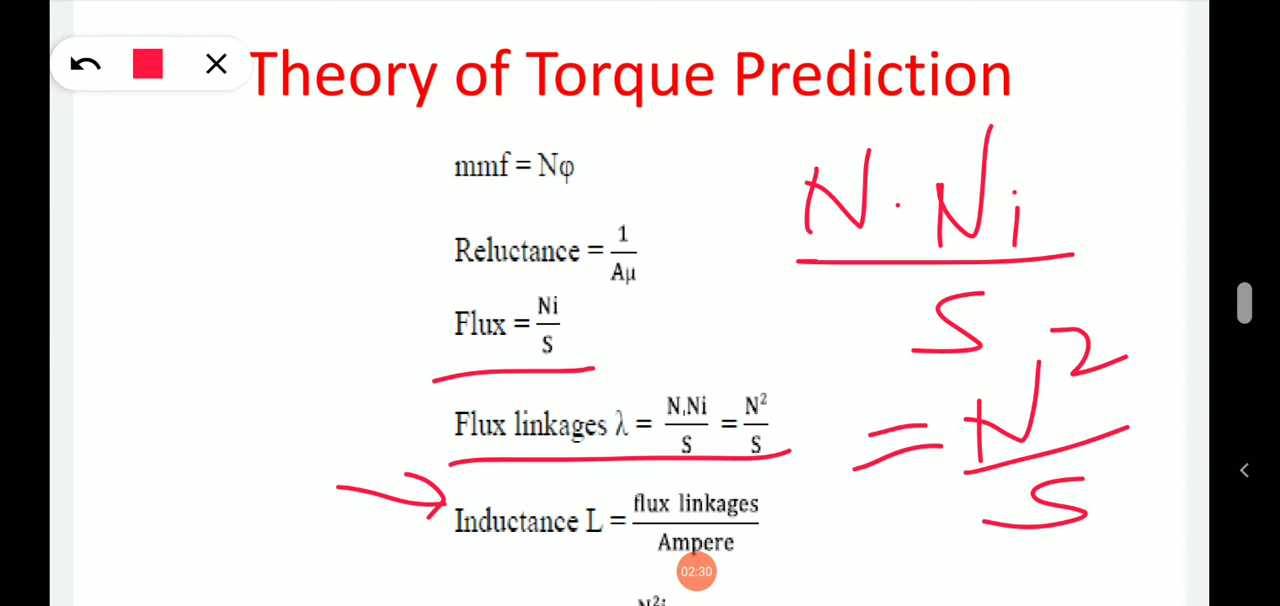 Theory of Torque Prediction
mmf = Nφ
Reluctance = 1/Aμ
Flux = Ni/S
Flux linkages λ = N.Ni/S = N²/S
Inductance L = flux linkages/Ampere
02:30
N²i
N . Ni
S
= N²
S